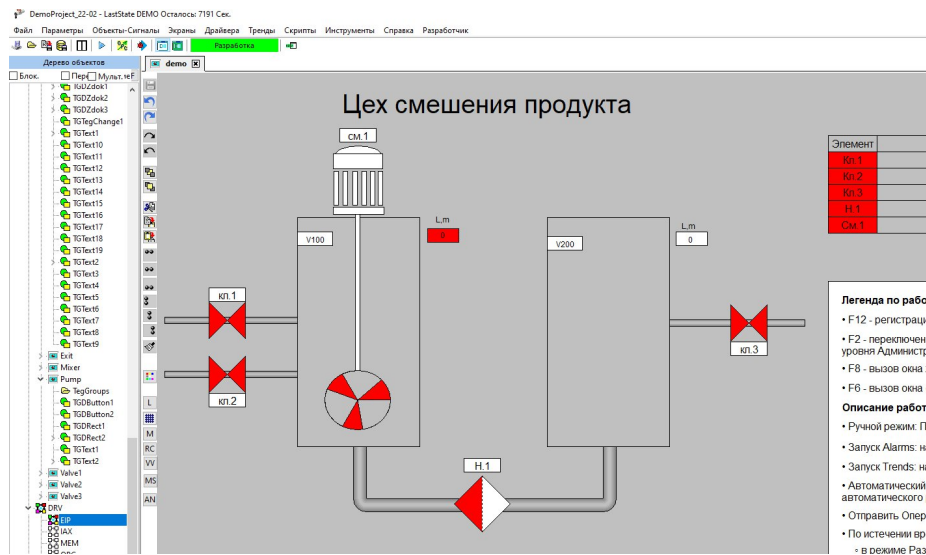 DemoProject_22-02 - LastState DEMO Осталось: 7191 Сек.
Файл Параметры Объекты-Сигналы Экраны Драйвера Тренды Скрипты Инструменты Справка Разработчик
Разработка
Дерево объектов
demo
Блок. Пере Мульт.
TGDZdok1
TGDZdok2
TGDZdok3
TGTegChange1
TGText1
TGText10
TGText11
TGText12
TGText13
TGText14
TGText15
TGText16
TGText17
TGText18
TGText19
TGText2
TGText3
TGText4
TGText5
TGText6
TGText7
TGText8
TGText9
Exit
Mixer
Pump
TegGroups
TGDButton1
TGDButton2
TGDRect1
TGDRect2
TGText1
TGText2
Valve1
Valve2
Valve3
DRV
EIP
IAX
MEM
L
M
RC
VV
MS
AN
Цех смешения продукта
см.1
L,m
0
V100
кл.1
кл.2
Н.1
V200
L,m
0
кл.3
Элемент
Кл.1
Кл.2
Кл.3
Н.1
См.1
Легенда по рабо
• F12 - регистраци
• F2 - переключен
уровня Администр
• F8 - вызов окна
• F6 - вызов окна
Описание работ
• Ручной режим: П
• Запуск Alarms: н
• Запуск Trends: на
• Автоматический
автоматического
• Отправить Опер
• По истечении вр
◦ в режиме Раз